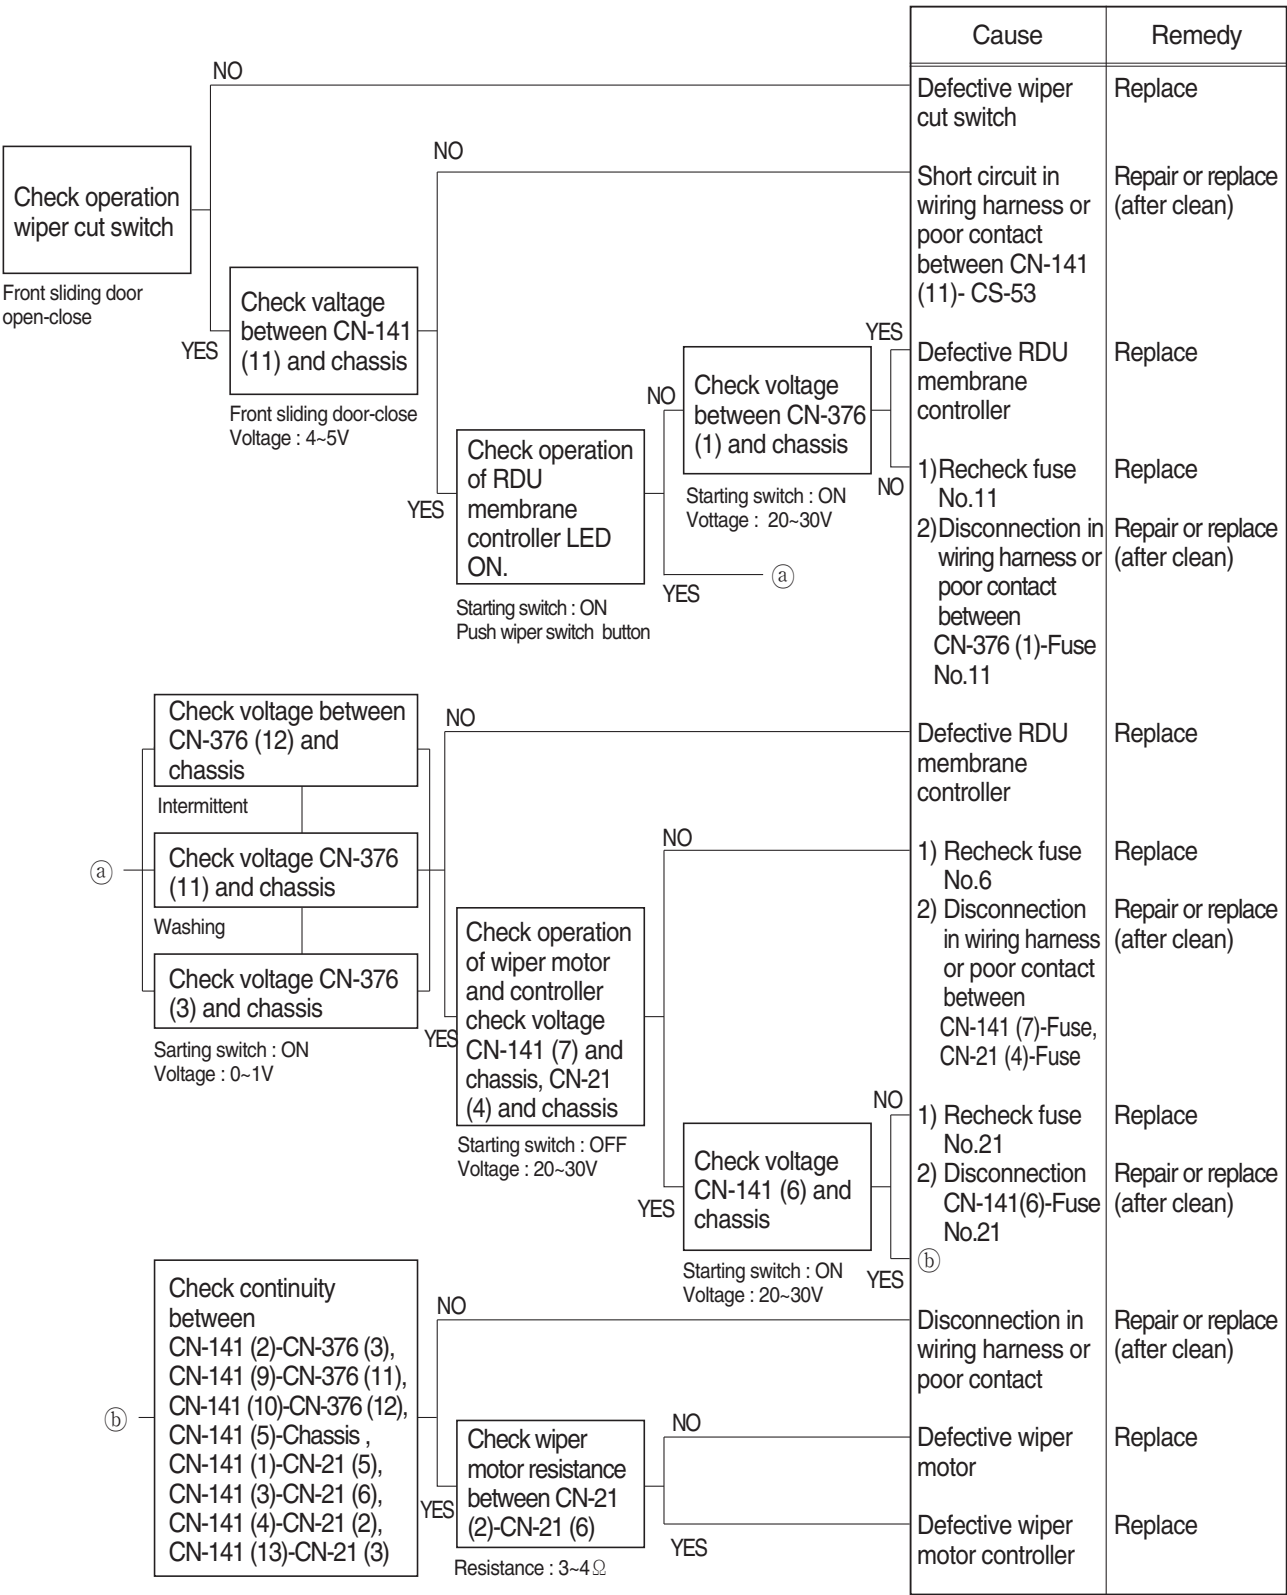 Cause
Remedy
NO
Defective wiper
cut switch
Replace
Check operation
wiper cut switch
Front sliding door
open-close
NO
Short circuit in
wiring harness or
poor contact
between CN-141
(11)- CS-53
Repair or replace
(after clean)
YES
Check valtage
between CN-141
(11) and chassis
Front sliding door-close
Voltage : 4~5V
YES
Check operation
of RDU
membrane
controller LED
ON.
Starting switch : ON
Push wiper switch button
NO
Check voltage
between CN-376
(1) and chassis
Starting switch : ON
Vottage : 20~30V
YES
Defective RDU
membrane
controller
Replace
NO
1)Recheck fuse
No.11
Replace
2)Disconnection in
wiring harness or
poor contact
between
CN-376 (1)-Fuse
No.11
Repair or replace
(after clean)
YES
ⓐ
ⓐ
Check voltage between
CN-376 (12) and
chassis
Intermittent
Check voltage CN-376
(11) and chassis
Washing
Check voltage CN-376
(3) and chassis
Sarting switch : ON
Voltage : 0~1V
NO
Defective RDU
membrane
controller
Replace
YES
Check operation
of wiper motor
and controller
check voltage
CN-141 (7) and
chassis, CN-21
(4) and chassis
Starting switch : OFF
Voltage : 20~30V
NO
1) Recheck fuse
No.6
Replace
2) Disconnection
in wiring harness
or poor contact
between
CN-141 (7)-Fuse,
CN-21 (4)-Fuse
Repair or replace
(after clean)
YES
Check voltage
CN-141 (6) and
chassis
Starting switch : ON
Voltage : 20~30V
NO
1) Recheck fuse
No.21
Replace
2) Disconnection
CN-141(6)-Fuse
No.21
Repair or replace
(after clean)
YES
ⓑ
ⓑ
Check continuity
between
CN-141 (2)-CN-376 (3),
CN-141 (9)-CN-376 (11),
CN-141 (10)-CN-376 (12),
CN-141 (5)-Chassis ,
CN-141 (1)-CN-21 (5),
CN-141 (3)-CN-21 (6),
CN-141 (4)-CN-21 (2),
CN-141 (13)-CN-21 (3)
NO
Disconnection in
wiring harness or
poor contact
Repair or replace
(after clean)
YES
Check wiper
motor resistance
between CN-21
(2)-CN-21 (6)
Resistance : 3~4Ω
NO
Defective wiper
motor
Replace
YES
Defective wiper
motor controller
Replace